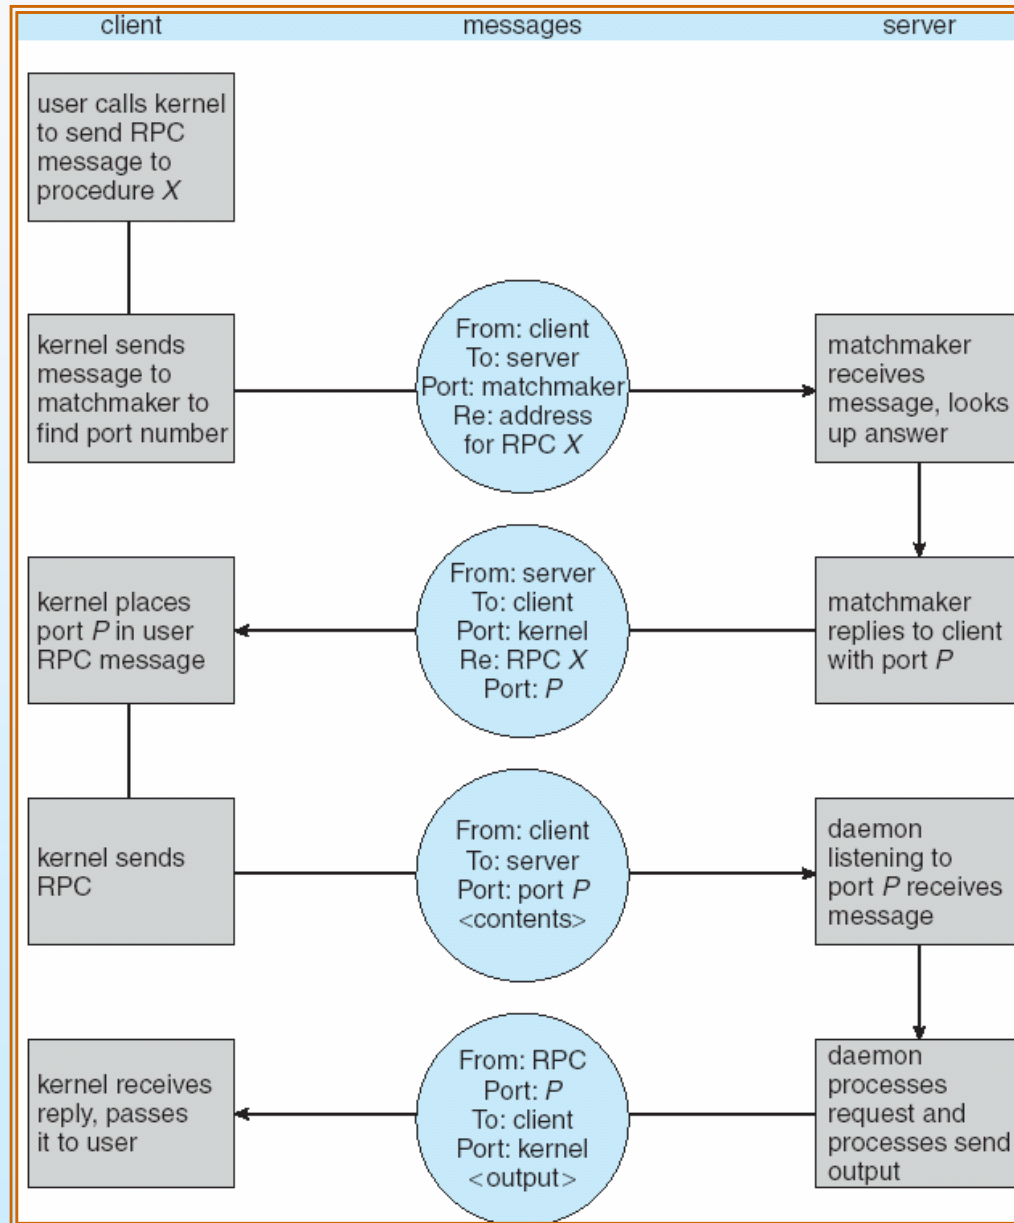 client
messages
server
user calls kernel
to send RPC
message to
procedure X
kernel sends
message to
matchmaker to
find port number
From: client
To: server
Port: matchmaker
Re: address
for RPC X
matchmaker
receives
message, looks
up answer
kernel places
port P in user
RPC message
From: server
To: client
Port: kernel
Re: RPC X
Port: P
matchmaker
replies to client
with port P
kernel sends
RPC
From: client
To: server
Port: port P
<contents>
daemon
listening to
port P receives
message
kernel receives
reply, passes
it to user
From: RPC
Port: P
To: client
Port: kernel
<output>
daemon
processes
request and
processes send
output